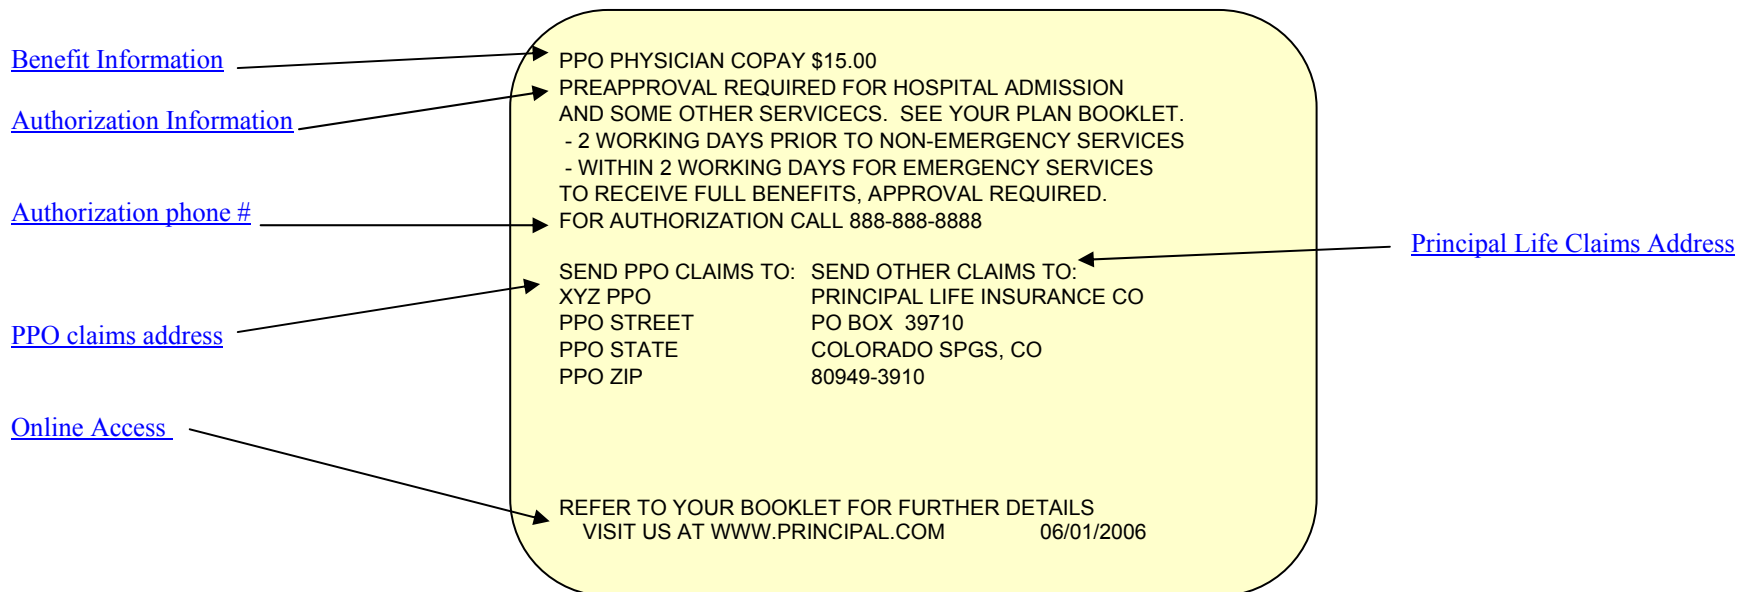 Benefit Information
PPO PHYSICIAN COPAY $15.00
PREAPPROVAL REQUIRED FOR HOSPITAL ADMISSION
Authorization Information
AND SOME OTHER SERVICECS. SEE YOUR PLAN BOOKLET.
- 2 WORKING DAYS PRIOR TO NON-EMERGENCY SERVICES
- WITHIN 2 WORKING DAYS FOR EMERGENCY SERVICES
TO RECEIVE FULL BENEFITS, APPROVAL REQUIRED.
Authorization phone #
FOR AUTHORIZATION CALL 888-888-8888
Principal Life Claims Address
SEND PPO CLAIMS TO: SEND OTHER CLAIMS TO:
XYZ PPO PRINCIPAL LIFE INSURANCE CO
PPO STREET PO BOX 39710
PPO claims address
PPO STATE COLORADO SPGS, CO
PPO ZIP 80949-3910
Online Access
REFER TO YOUR BOOKLET FOR FURTHER DETAILS
VISIT US AT WWW.PRINCIPAL.COM 06/01/2006